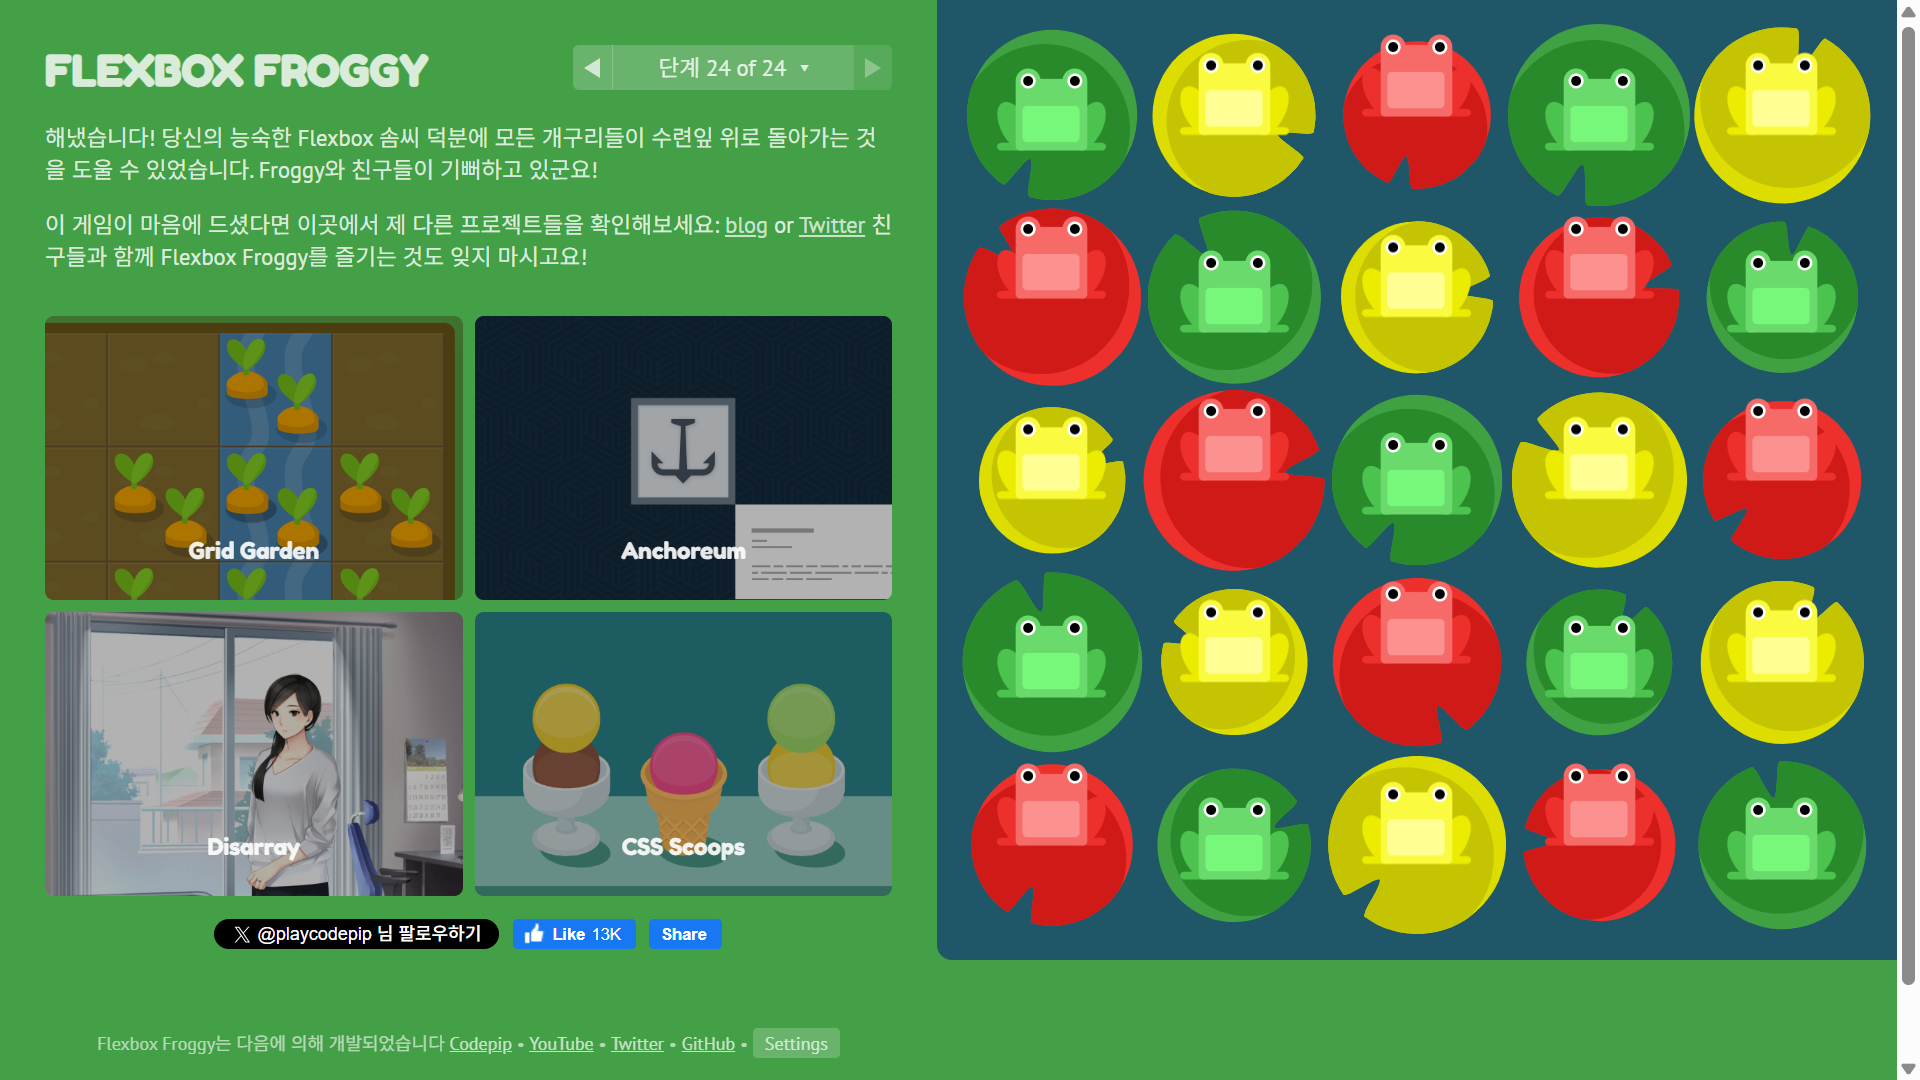 FLEXBOX FROGGY
단계 24 of 24
해냈습니다! 당신의 능숙한 Flexbox 솜씨 덕분에 모든 개구리들이 수련잎 위로 돌아가는 것
을 도울 수 있었습니다. Froggy와 친구들이 기뻐하고 있군요!
이 게임이 마음에 드셨다면 이곳에서 제 다른 프로젝트들을 확인해보세요: blog or Twitter 친
구들과 함께 Flexbox Froggy를 즐기는 것도 잊지 마시고요!
Grid Garden
Anchoreum
Disarray
CSS Scoops
@playcodepip 님 팔로우하기
Like 13K
Share
Flexbox Froggy는 다음에 의해 개발되었습니다 Codepip • YouTube • Twitter • GitHub • Settings